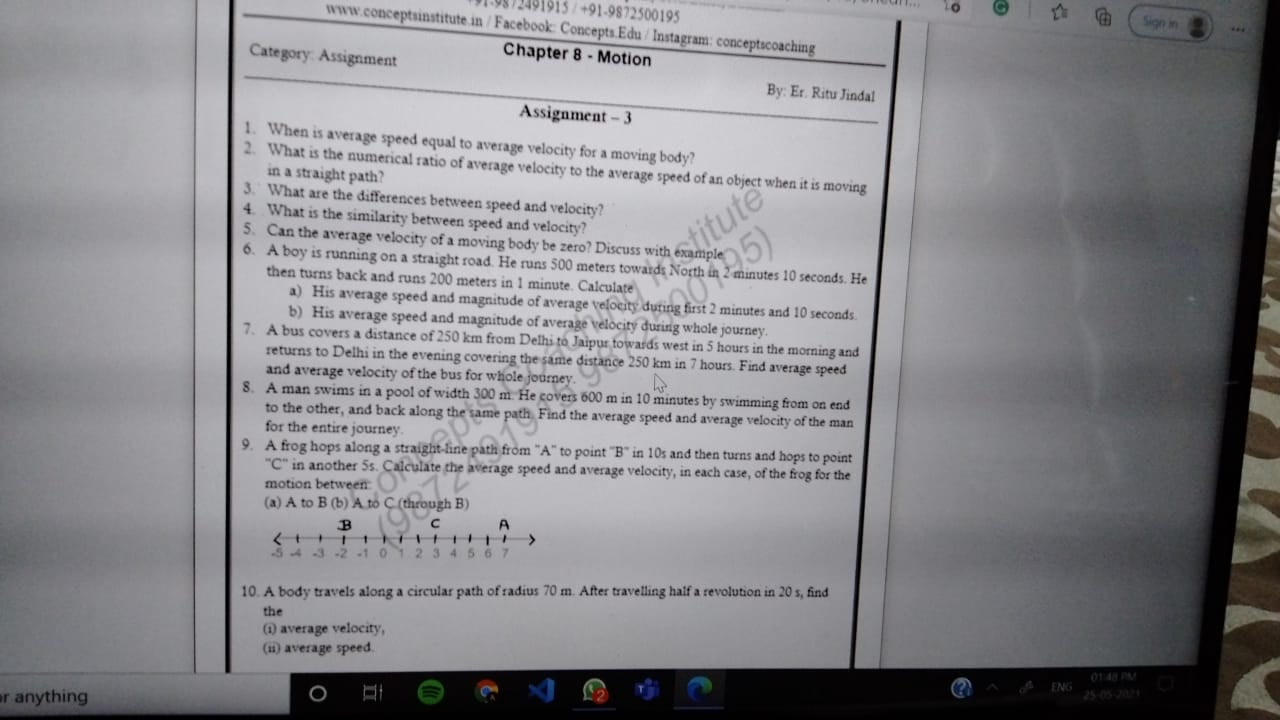 +91-9872491915 / +91-9872500195
www.conceptsinstitute.in / Facebook: Concepts.Edu / Instagram: conceptscoaching
Sign in
Category: Assignment
Chapter 8 - Motion
By: Er. Ritu Jindal
Assignment – 3
1. When is average speed equal to average velocity for a moving body?
2. What is the numerical ratio of average velocity to the average speed of an object when it is moving
in a straight path?
3. What are the differences between speed and velocity?
4. What is the similarity between speed and velocity?
5. Can the average velocity of a moving body be zero? Discuss with example
6. A boy is running on a straight road. He runs 500 meters towards North in 2 minutes 10 seconds. He
then turns back and runs 200 meters in 1 minute. Calculate
a) His average speed and magnitude of average velocity during first 2 minutes and 10 seconds.
b) His average speed and magnitude of average velocity during whole journey.
7. A bus covers a distance of 250 km from Delhi to Jaipur towards west in 5 hours in the morning and
returns to Delhi in the evening covering the same distance 250 km in 7 hours. Find average speed
and average velocity of the bus for whole journey.
8. A man swims in a pool of width 300 m. He covers 600 m in 10 minutes by swimming from on end
to the other, and back along the same path. Find the average speed and average velocity of the man
for the entire journey.
9. A frog hops along a straight-line path from "A" to point "B" in 10s and then turns and hops to point
"C" in another 5s. Calculate the average speed and average velocity, in each case, of the frog for the
motion between:
(a) A to B (b) A to C (through B)
B C A
-5 -4 -3 -2 -1 0 1 2 3 4 5 6 7
10. A body travels along a circular path of radius 70 m. After travelling half a revolution in 20 s, find
the
(i) average velocity,
(ii) average speed.
Concepts Coaching Institute
(9872491915, 9872500195)
or anything
2
ENG
01:48 PM
25-05-2021